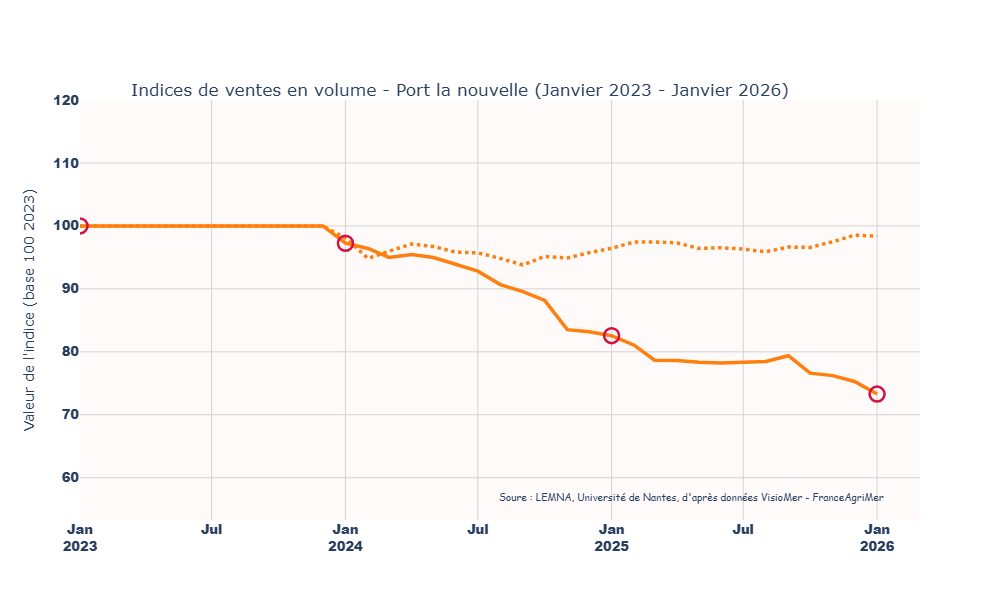 Indices de ventes en volume - Port la nouvelle (Janvier 2023 - Janvier 2026)
Valeur de l'indice (base 100 2023)
120
110
100
90
80
70
60
Soure : LEMNA, Université de Nantes, d'après données VisioMer - FranceAgriMer
Jan Jul Jan Jul Jan Jul Jan
2023 2024 2025 2026